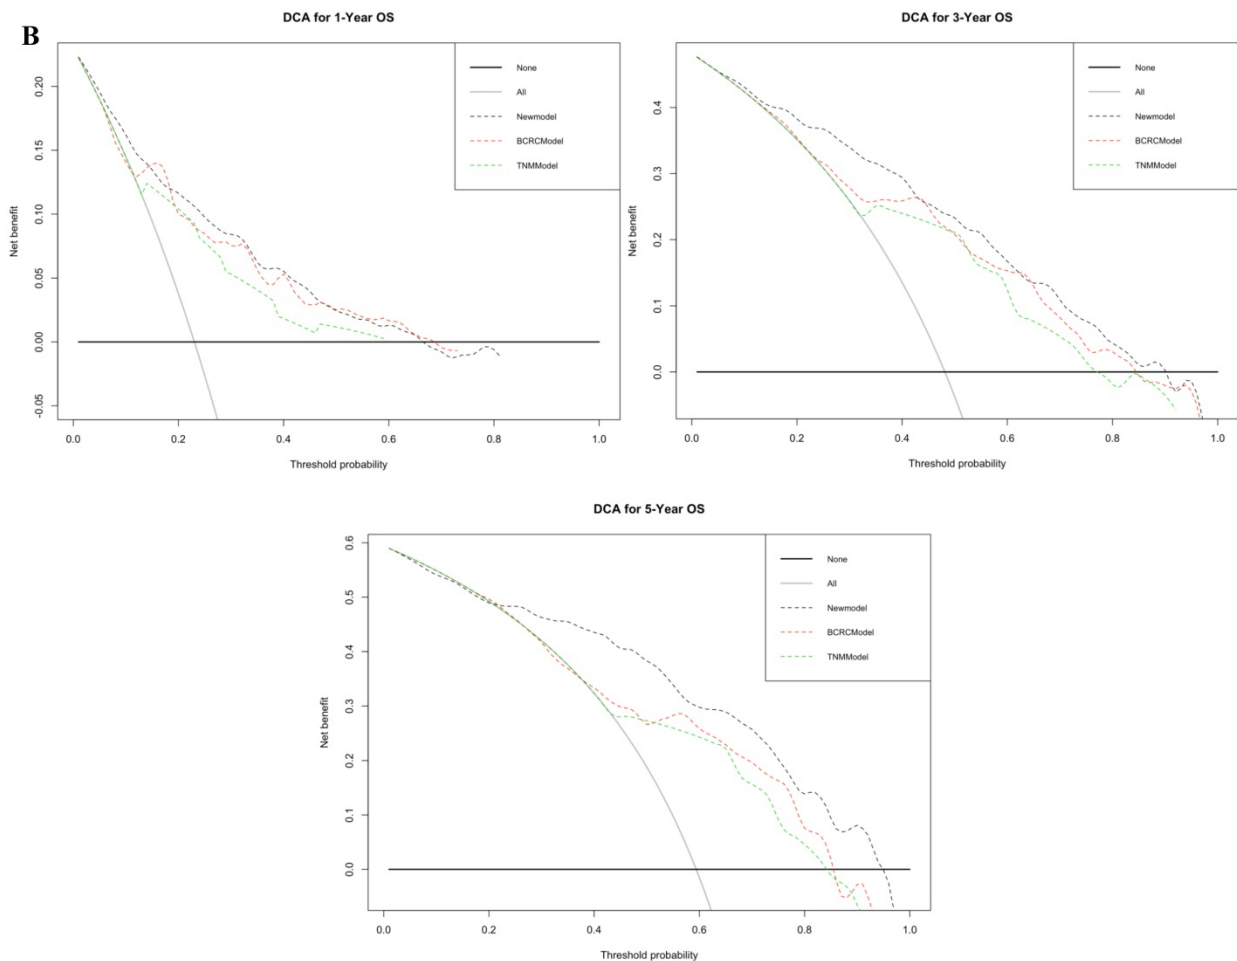 B
DCA for 1-Year OS
None
All
Newmodel
BCRCModel
TNMModel
Net benefit
0.20
0.15
0.10
0.05
0.00
-0.05
0.0 0.2 0.4 0.6 0.8 1.0
Threshold probability
DCA for 3-Year OS
None
All
Newmodel
BCRCModel
TNMModel
Net benefit
0.4
0.3
0.2
0.1
0.0
0.0 0.2 0.4 0.6 0.8 1.0
Threshold probability
DCA for 5-Year OS
None
All
Newmodel
BCRCModel
TNMModel
Net benefit
0.6
0.5
0.4
0.3
0.2
0.1
0.0
0.0 0.2 0.4 0.6 0.8 1.0
Threshold probability